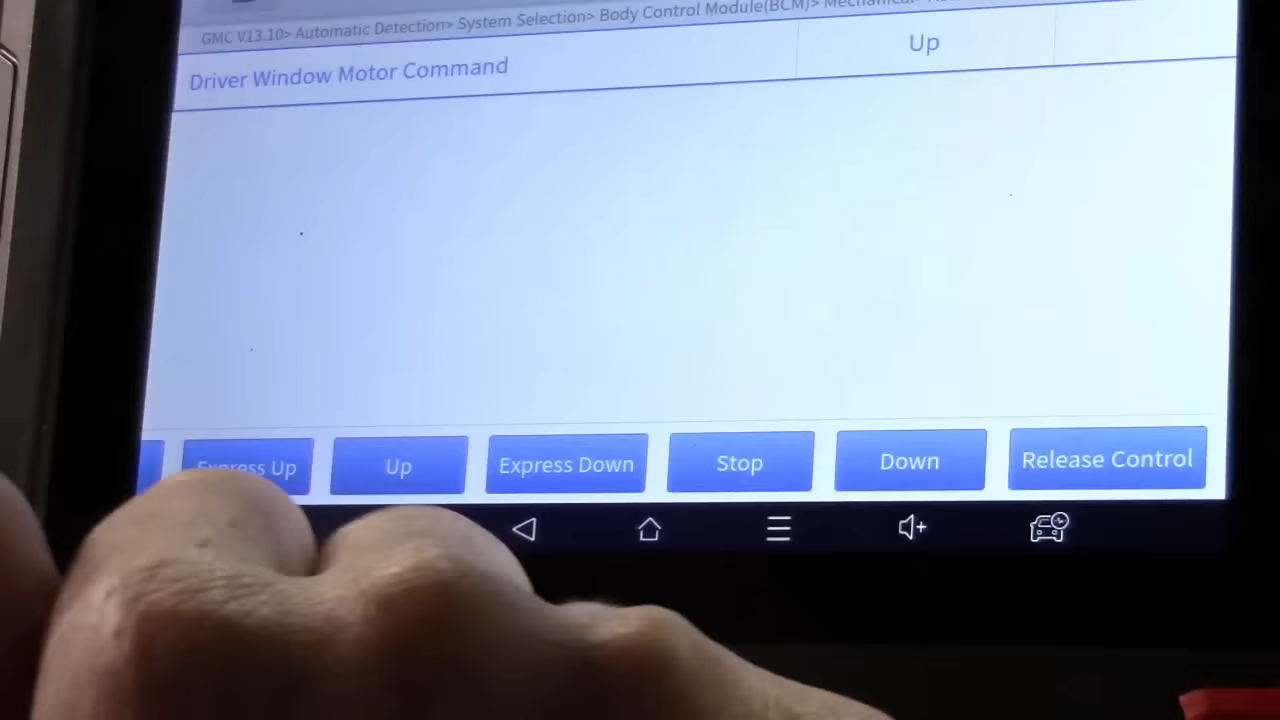 GMC V13.10> Automatic Detection> System Selection> Body Control Module(BCM)> Mechanical>
Driver Window Motor Command Up
Express Up Up Express Down Stop Down Release Control